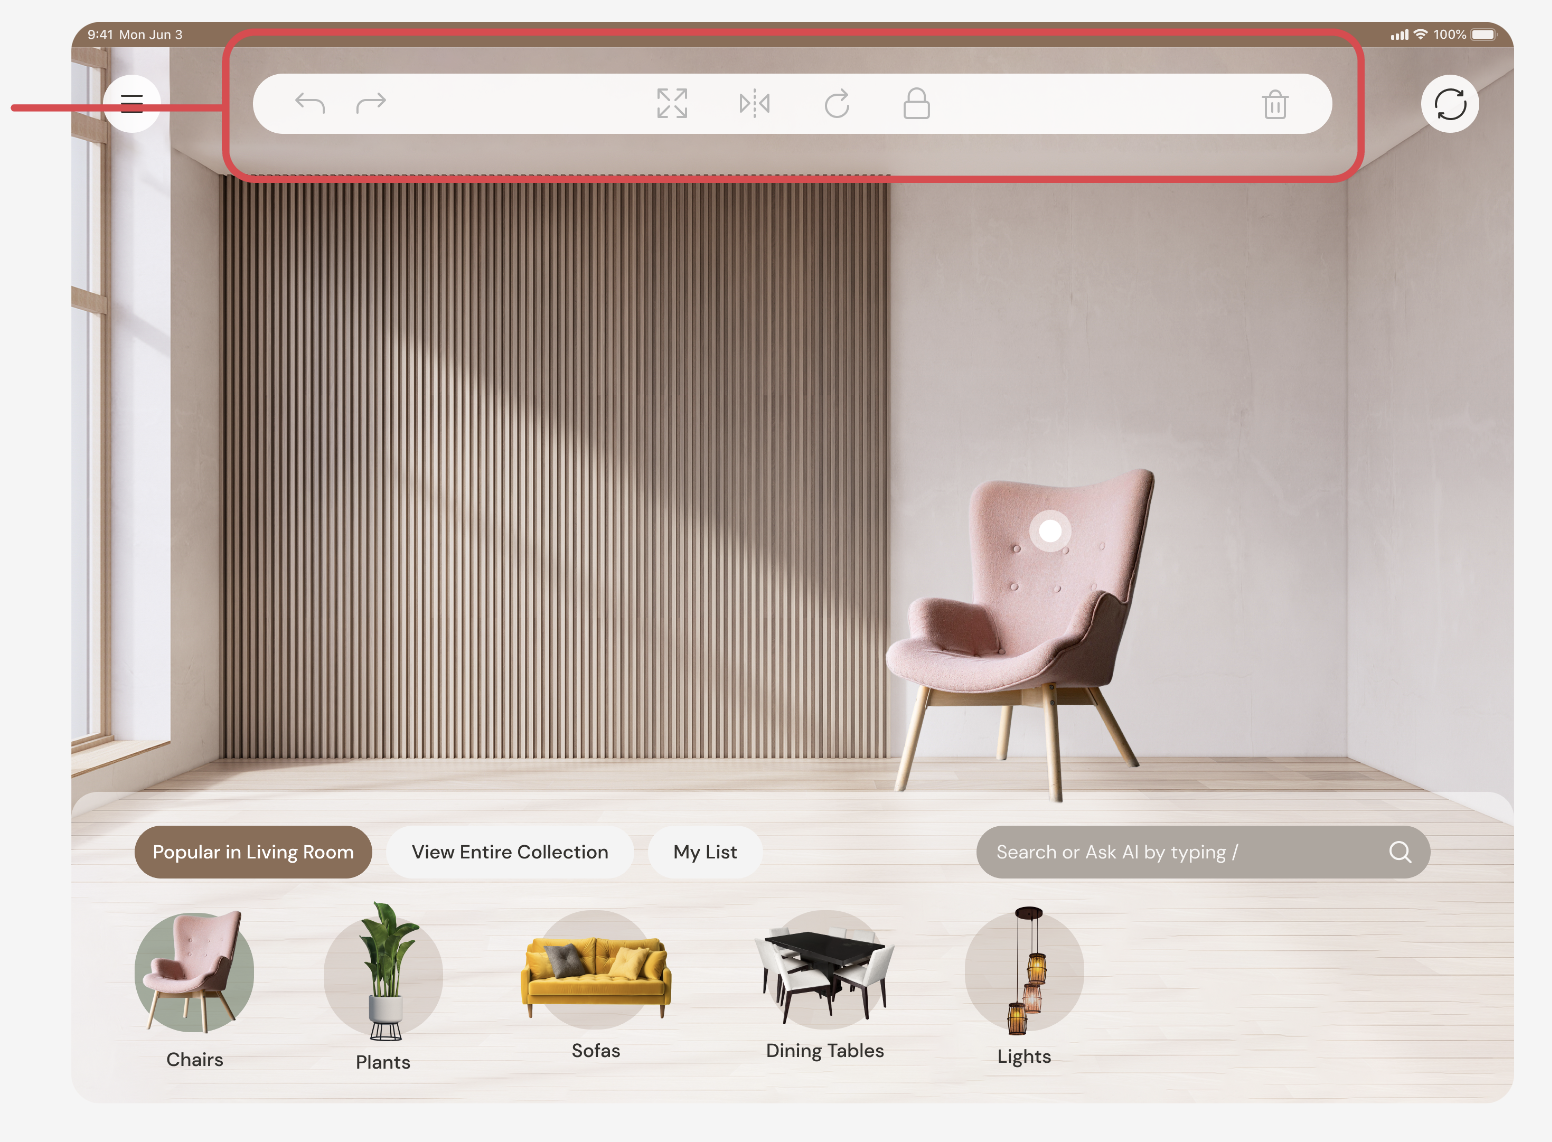 9:41 Mon Jun 3
100%
Popular in Living Room
View Entire Collection
My List
Search or Ask AI by typing /
Chairs
Plants
Sofas
Dining Tables
Lights